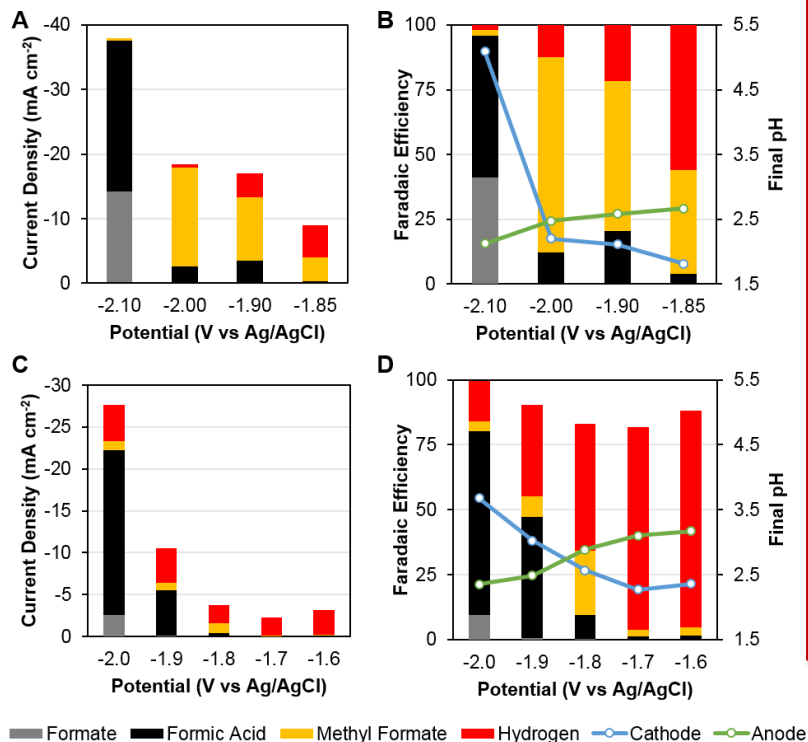 A
Current Density (mA cm⁻²)
-40
-30
-20
-10
0
-2.10 -2.00 -1.90 -1.85
Potential (V vs Ag/AgCl)
B
Faradaic Efficiency
100
75
50
25
0
5.5
4.5
3.5
2.5
1.5
Final pH
-2.10 -2.00 -1.90 -1.85
Potential (V vs Ag/AgCl)
C
Current Density (mA cm⁻²)
-30
-25
-20
-15
-10
-5
0
-2.0 -1.9 -1.8 -1.7 -1.6
Potential (V vs Ag/AgCl)
D
Faradaic Efficiency
100
75
50
25
0
5.5
4.5
3.5
2.5
1.5
Final pH
-2.0 -1.9 -1.8 -1.7 -1.6
Potential (V vs Ag/AgCl)
Formate Formic Acid Methyl Formate Hydrogen Cathode Anode